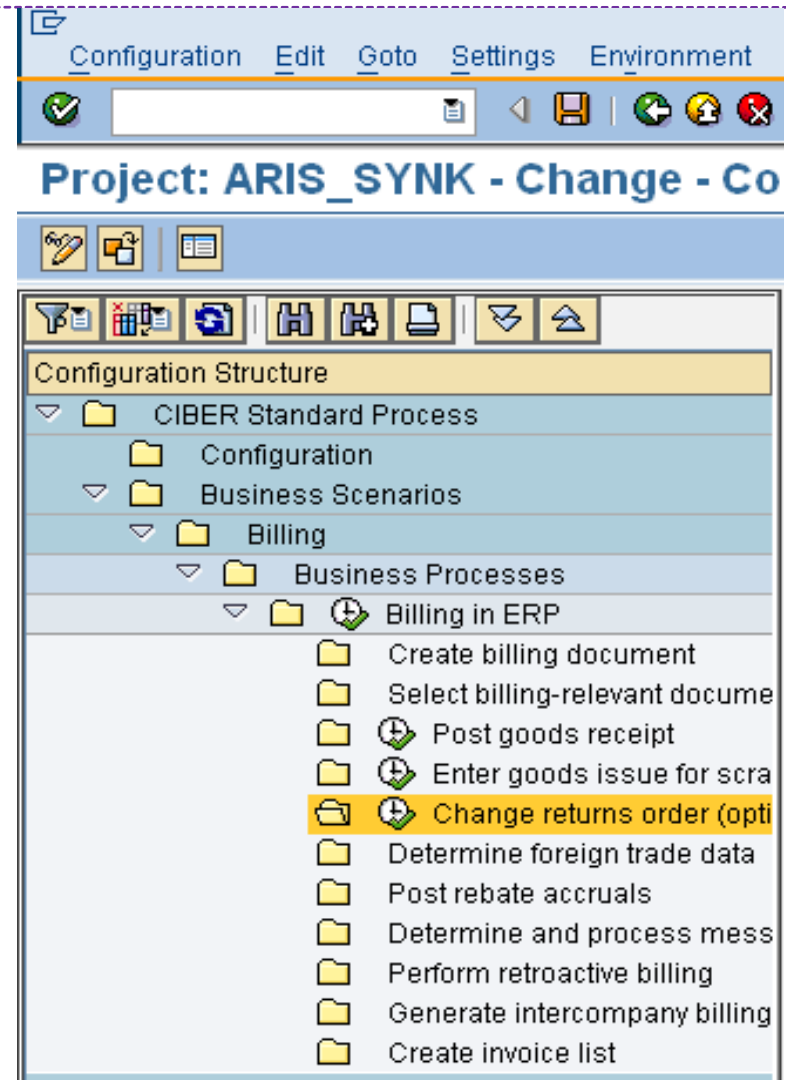 Configuration Edit Goto Settings Environment
Project: ARIS_SYNK - Change - Co
Configuration Structure
CIBER Standard Process
Configuration
Business Scenarios
Billing
Business Processes
Billing in ERP
Create billing document
Select billing-relevant docume
Post goods receipt
Enter goods issue for scra
Change returns order (opti
Determine foreign trade data
Post rebate accruals
Determine and process mess
Perform retroactive billing
Generate intercompany billing
Create invoice list